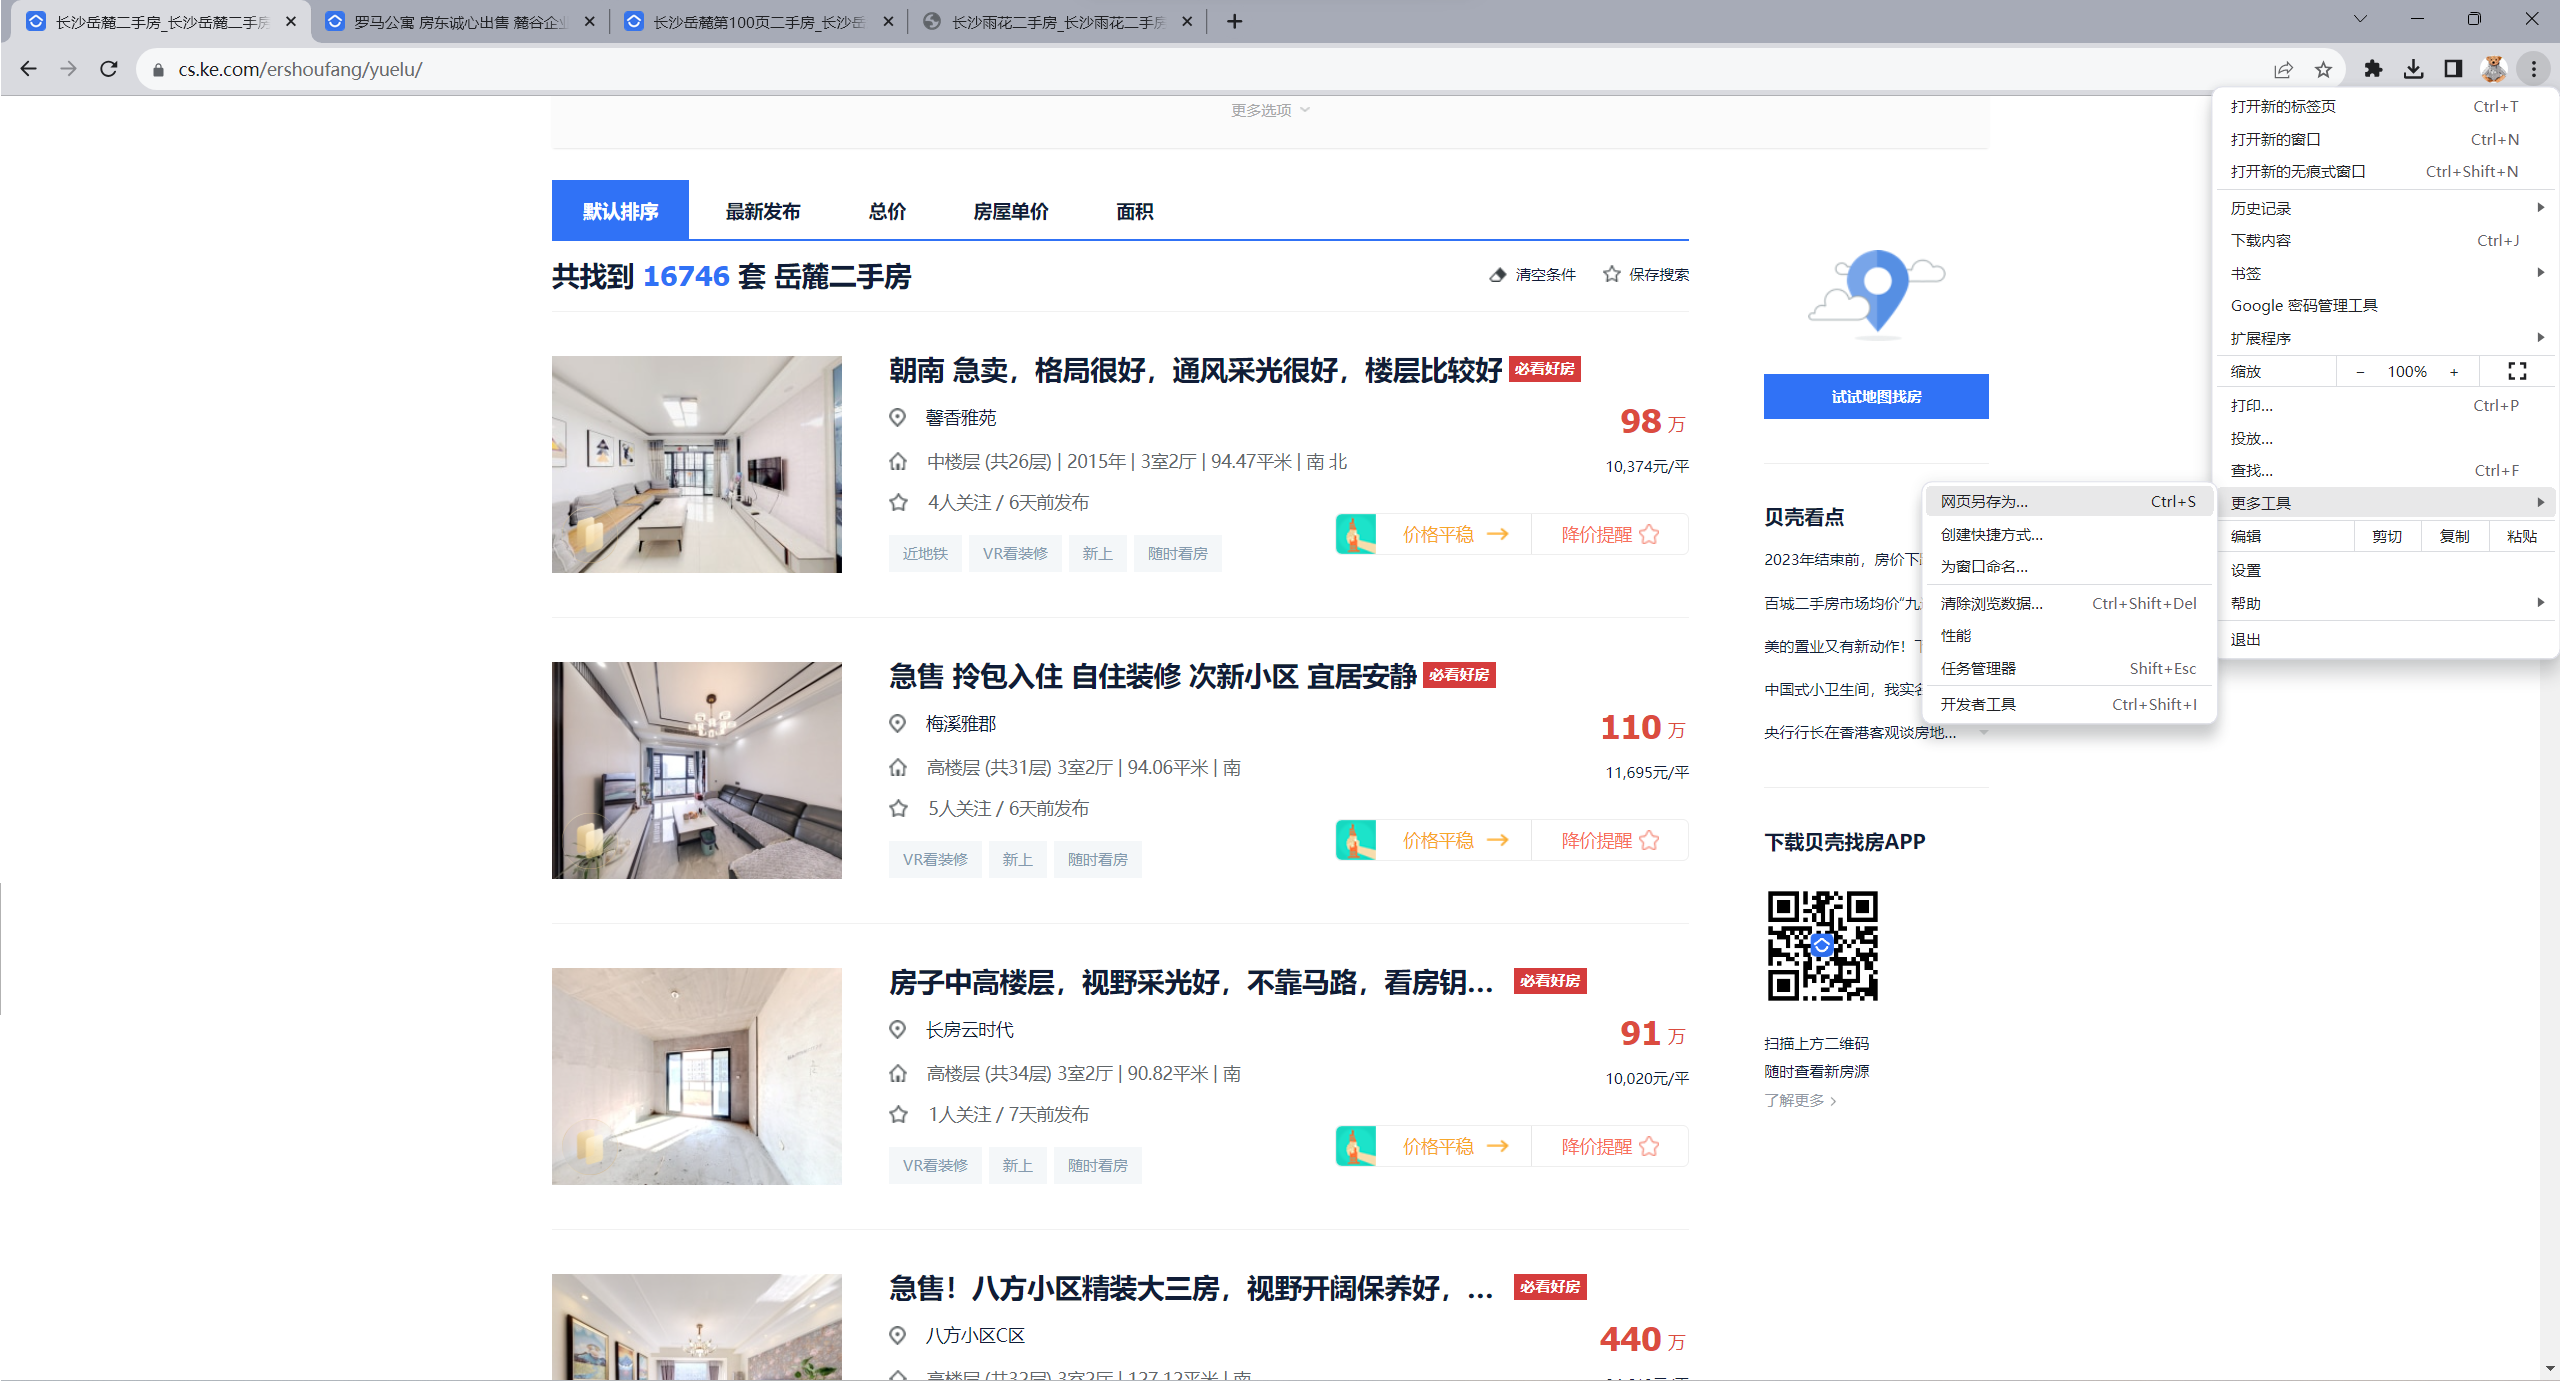 长沙岳麓二手房_长沙岳麓二手房
罗马公寓 房东诚心出售 麓谷企业
长沙岳麓第100页二手房_长沙岳
长沙雨花二手房_长沙雨花二手房
cs.ke.com/ershoufang/yuelu/
更多选项
默认排序
最新发布
总价
房屋单价
面积
共找到 16746 套 岳麓二手房
清空条件
保存搜索
朝南 急卖，格局很好，通风采光很好，楼层比较好 必看好房
馨香雅苑
98 万
中楼层 (共26层) | 2015年 | 3室2厅 | 94.47平米 | 南 北
10,374元/平
4人关注 / 6天前发布
价格平稳
降价提醒
近地铁
VR看装修
新上
随时看房
急售 拎包入住 自住装修 次新小区 宜居安静 必看好房
梅溪雅郡
110 万
高楼层 (共31层) 3室2厅 | 94.06平米 | 南
11,695元/平
5人关注 / 6天前发布
价格平稳
降价提醒
VR看装修
新上
随时看房
房子中高楼层，视野采光好，不靠马路，看房钥... 必看好房
长房云时代
91 万
高楼层 (共34层) 3室2厅 | 90.82平米 | 南
10,020元/平
1人关注 / 7天前发布
价格平稳
降价提醒
VR看装修
新上
随时看房
急售！八方小区精装大三房，视野开阔保养好，... 必看好房
八方小区C区
440 万
高楼层 (共32层) 3室2厅 | 127.12平米 | 南
试试地图找房
贝壳看点
2023年结束前，房价下
百城二手房市场均价“九
美的置业又有新动作！
中国式小卫生间，我实
央行行长在香港客观谈房地...
下载贝壳找房APP
扫描上方二维码
随时查看新房源
了解更多
打开新的标签页 Ctrl+T
打开新的窗口 Ctrl+N
打开新的无痕式窗口 Ctrl+Shift+N
历史记录
下载内容 Ctrl+J
书签
Google 密码管理工具
扩展程序
缩放 － 100% +
打印... Ctrl+P
投放...
查找... Ctrl+F
更多工具
编辑 剪切 复制 粘贴
设置
帮助
退出
网页另存为... Ctrl+S
创建快捷方式...
为窗口命名...
清除浏览数据... Ctrl+Shift+Del
性能
任务管理器 Shift+Esc
开发者工具 Ctrl+Shift+I